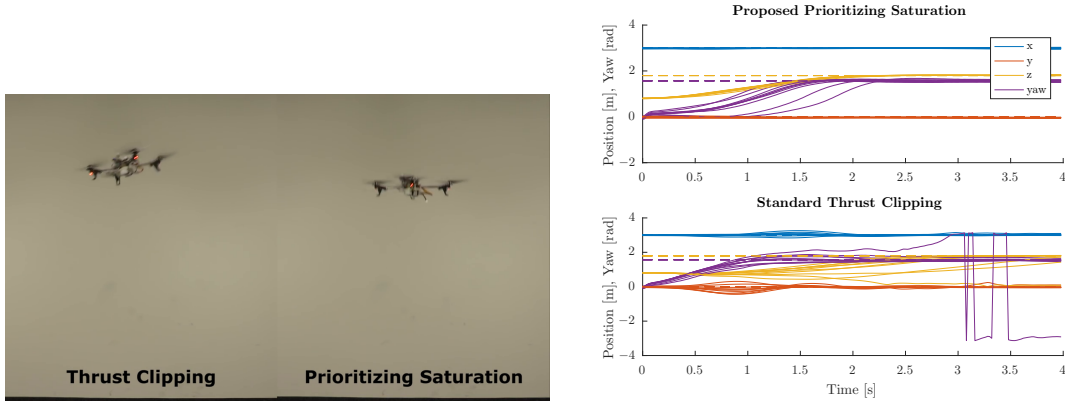 Thrust Clipping
Prioritizing Saturation
Proposed Prioritizing Saturation
Position [m], Yaw [rad]
4
2
0
-2
x
y
z
yaw
0 0.5 1 1.5 2 2.5 3 3.5 4
Standard Thrust Clipping
Position [m], Yaw [rad]
4
2
0
-2
-4
0 0.5 1 1.5 2 2.5 3 3.5 4
Time [s]